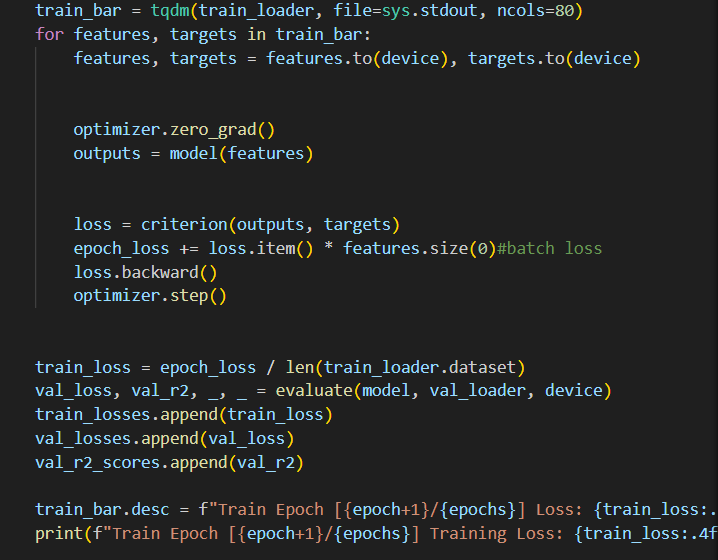 train_bar = tqdm(train_loader, file=sys.stdout, ncols=80)
for features, targets in train_bar:
features, targets = features.to(device), targets.to(device)
optimizer.zero_grad()
outputs = model(features)
loss = criterion(outputs, targets)
epoch_loss += loss.item() * features.size(0)#batch loss
loss.backward()
optimizer.step()
train_loss = epoch_loss / len(train_loader.dataset)
val_loss, val_r2, _, _ = evaluate(model, val_loader, device)
train_losses.append(train_loss)
val_losses.append(val_loss)
val_r2_scores.append(val_r2)
train_bar.desc = f"Train Epoch [{epoch+1}/{epochs}] Loss: {train_loss:.
print(f"Train Epoch [{epoch+1}/{epochs}] Training Loss: {train_loss:.4f